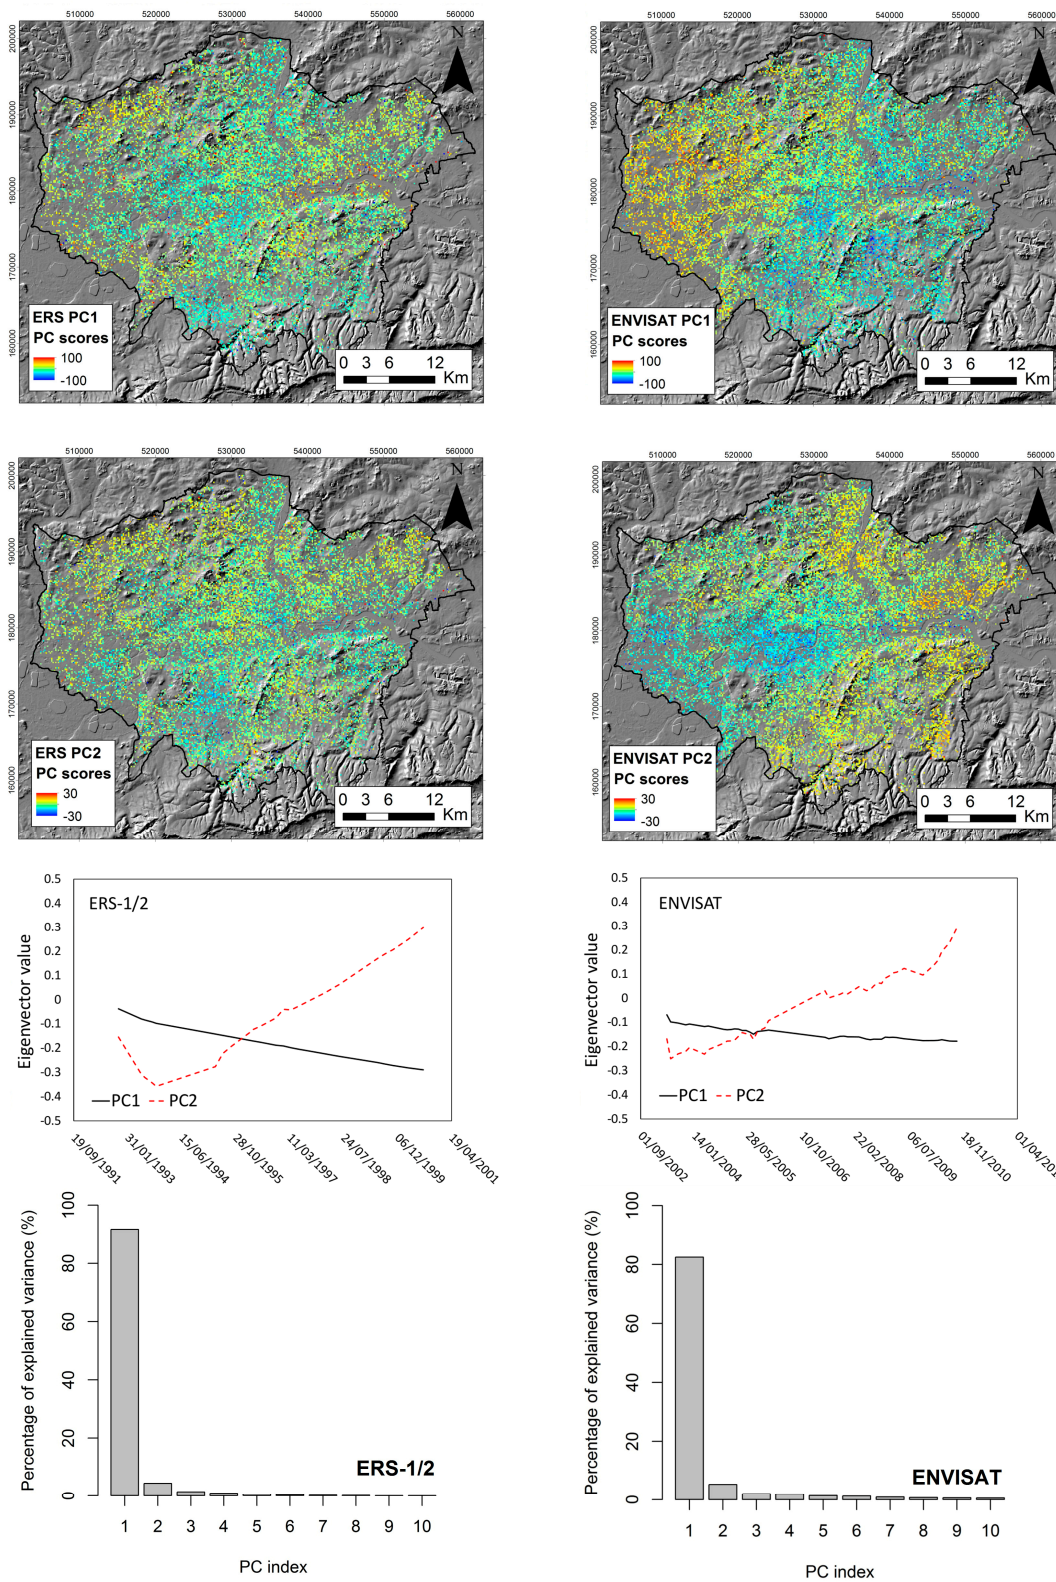 510000 520000 530000 540000 550000 560000
200000
190000
180000
170000
160000
N
ERS PC1
PC scores
100
-100
0 3 6 12
Km
510000 520000 530000 540000 550000 560000
200000
190000
180000
170000
160000
N
ENVISAT PC1
PC scores
100
-100
0 3 6 12
Km
510000 520000 530000 540000 550000 560000
200000
190000
180000
170000
160000
N
ERS PC2
PC scores
30
-30
0 3 6 12
Km
510000 520000 530000 540000 550000 560000
200000
190000
180000
170000
160000
N
ENVISAT PC2
PC scores
30
-30
0 3 6 12
Km
ERS-1/2
Eigenvector value
0.5
0.4
0.3
0.2
0.1
0
-0.1
-0.2
-0.3
-0.4
-0.5
PC1 PC2
19/09/1991 31/01/1993 15/06/1994 28/10/1995 11/03/1997 24/07/1998 06/12/1999 19/04/2001
ENVISAT
Eigenvector value
0.5
0.4
0.3
0.2
0.1
0
-0.1
-0.2
-0.3
-0.4
-0.5
PC1 PC2
01/09/2002 14/01/2004 28/05/2005 10/10/2006 22/02/2008 06/07/2009 18/11/2010
Percentage of explained variance (%)
100
80
60
40
20
0
ERS-1/2
1 2 3 4 5 6 7 8 9 10
PC index
Percentage of explained variance (%)
100
80
60
40
20
0
ENVISAT
1 2 3 4 5 6 7 8 9 10
PC index